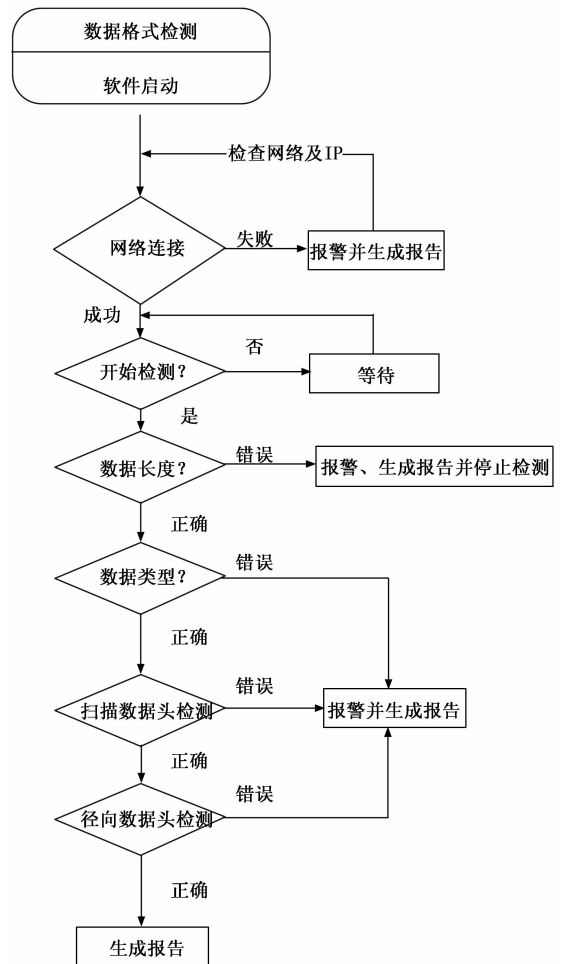 数据格式检测
软件启动
检查网络及IP
网络连接
失败
报警并生成报告
成功
否
开始检测?
等待
是
数据长度?
错误
报警、生成报告并停止检测
正确
数据类型?
错误
正确
扫描数据头检测
错误
报警并生成报告
正确
径向数据头检测
错误
正确
生成报告